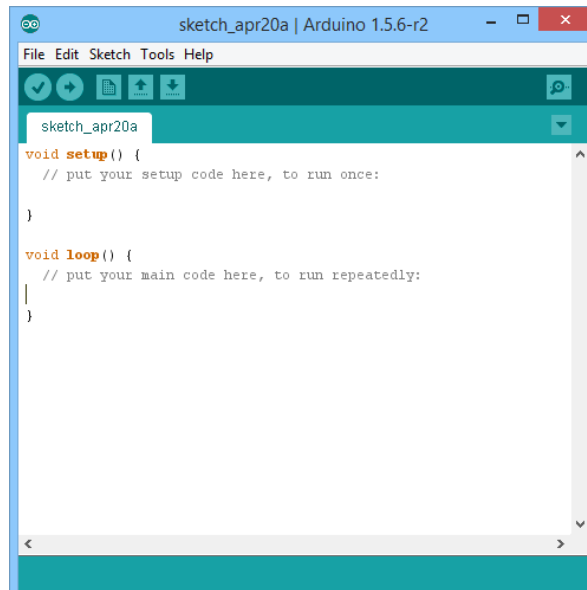 sketch_apr20a | Arduino 1.5.6-r2
File Edit Sketch Tools Help
sketch_apr20a
void setup() {
  // put your setup code here, to run once:

}

void loop() {
  // put your main code here, to run repeatedly:

}